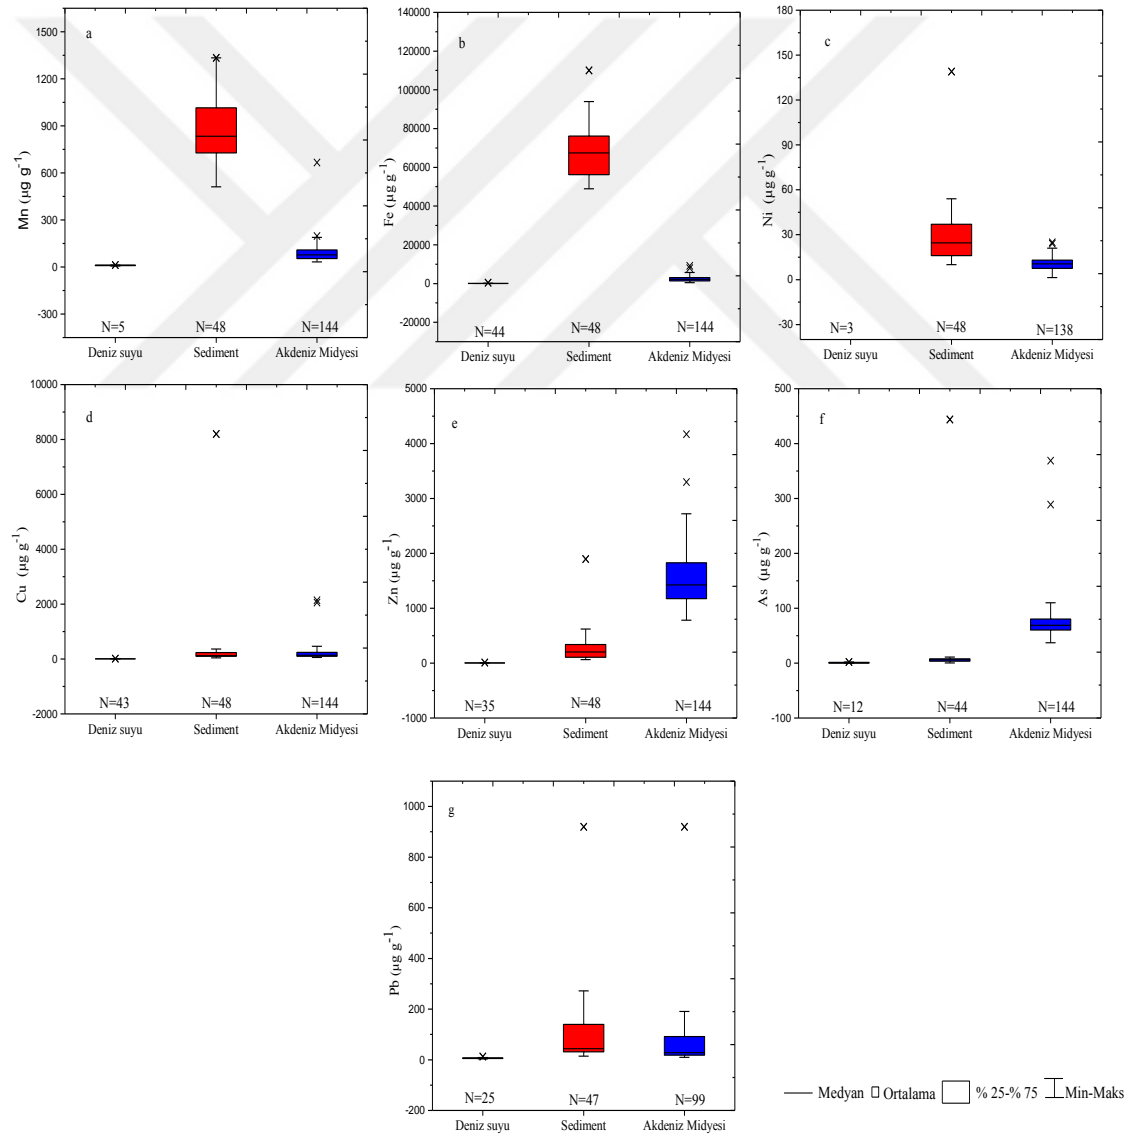 a
Mn (µg g-1)
1500
1200
900
600
300
0
-300
N=5
N=48
N=144
Deniz suyu
Sediment
Akdeniz Midyesi
b
Fe (µg g-1)
140000
120000
100000
80000
60000
40000
20000
0
-20000
N=44
N=48
N=144
Deniz suyu
Sediment
Akdeniz Midyesi
c
Ni (µg g-1)
180
150
120
90
60
30
0
-30
N=3
N=48
N=138
Deniz suyu
Sediment
Akdeniz Midyesi
d
Cu (µg g-1)
10000
8000
6000
4000
2000
0
-2000
N=43
N=48
N=144
Deniz suyu
Sediment
Akdeniz Midyesi
e
Zn (µg g-1)
5000
4000
3000
2000
1000
0
-1000
N=35
N=48
N=144
Deniz suyu
Sediment
Akdeniz Midyesi
f
As (µg g-1)
500
400
300
200
100
0
-100
N=12
N=44
N=144
Deniz suyu
Sediment
Akdeniz Midyesi
g
Pb (µg g-1)
1000
800
600
400
200
0
-200
N=25
N=47
N=99
Deniz suyu
Sediment
Akdeniz Midyesi
Medyan Ortalama % 25-% 75 Min-Maks